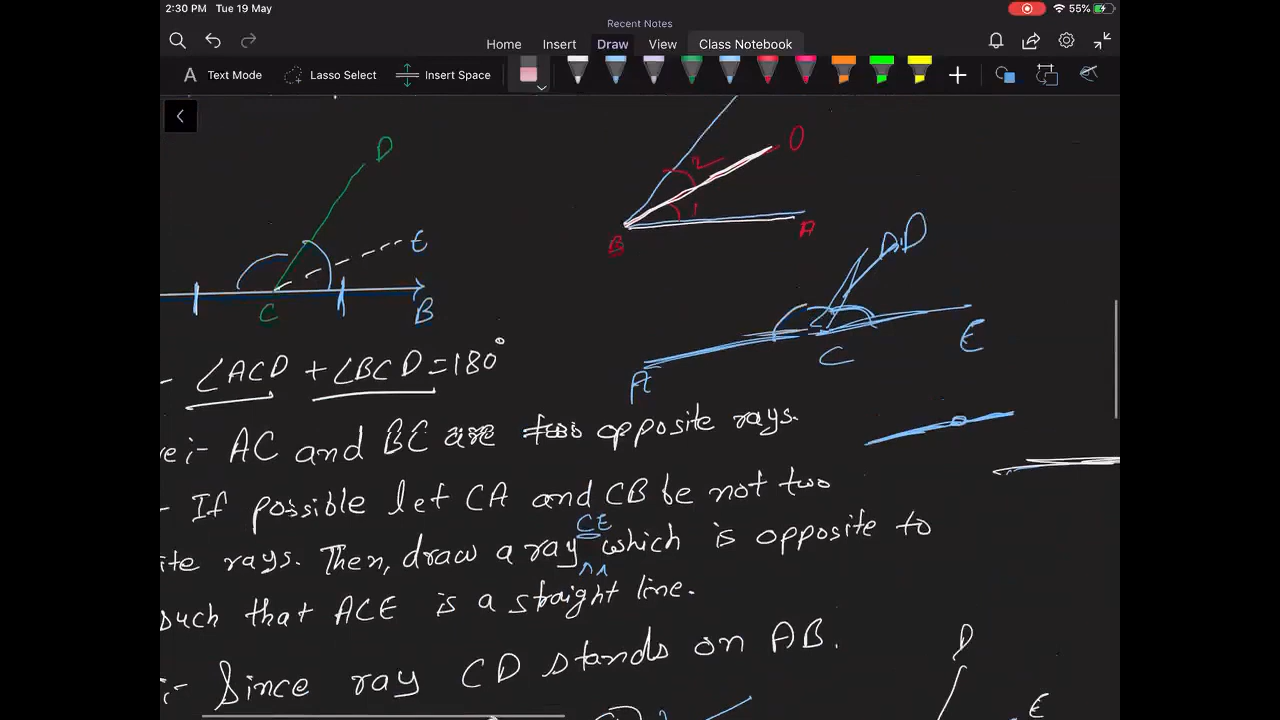 2:30 PM Tue 19 May
55%
Recent Notes
Home Insert Draw View Class Notebook
A Text Mode Lasso Select Insert Space
D
E
C
B
O
2
1
B
A
D
A
C
E
- ∠ACD + ∠BCD = 180°
e:- AC and BC are opposite rays.
- If possible let CA and CB be not two
ite rays. Then, draw a ray CE which is opposite to
such that ACE is a straight line.
:- Since ray CD stands on AB.
D
E